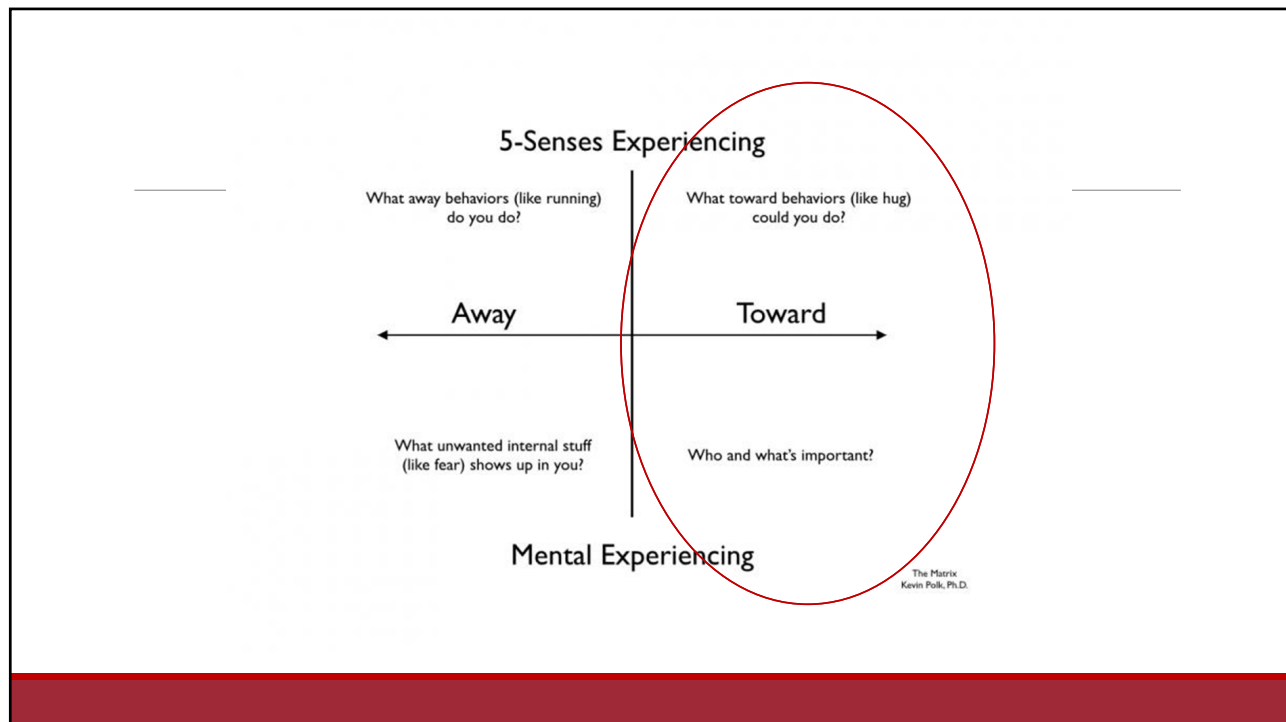 5-Senses Experiencing
What away behaviors (like running)
do you do?
What toward behaviors (like hug)
could you do?
Away
Toward
What unwanted internal stuff
(like fear) shows up in you?
Who and what's important?
Mental Experiencing
The Matrix
Kevin Polk, Ph.D.